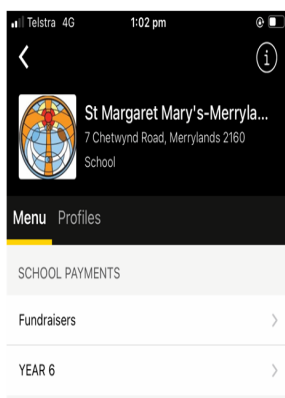 Telstra 4G 1:02 pm
St Margaret Mary's-Merryla...
7 Chetwynd Road, Merrylands 2160
School
Menu Profiles
SCHOOL PAYMENTS
Fundraisers
YEAR 6